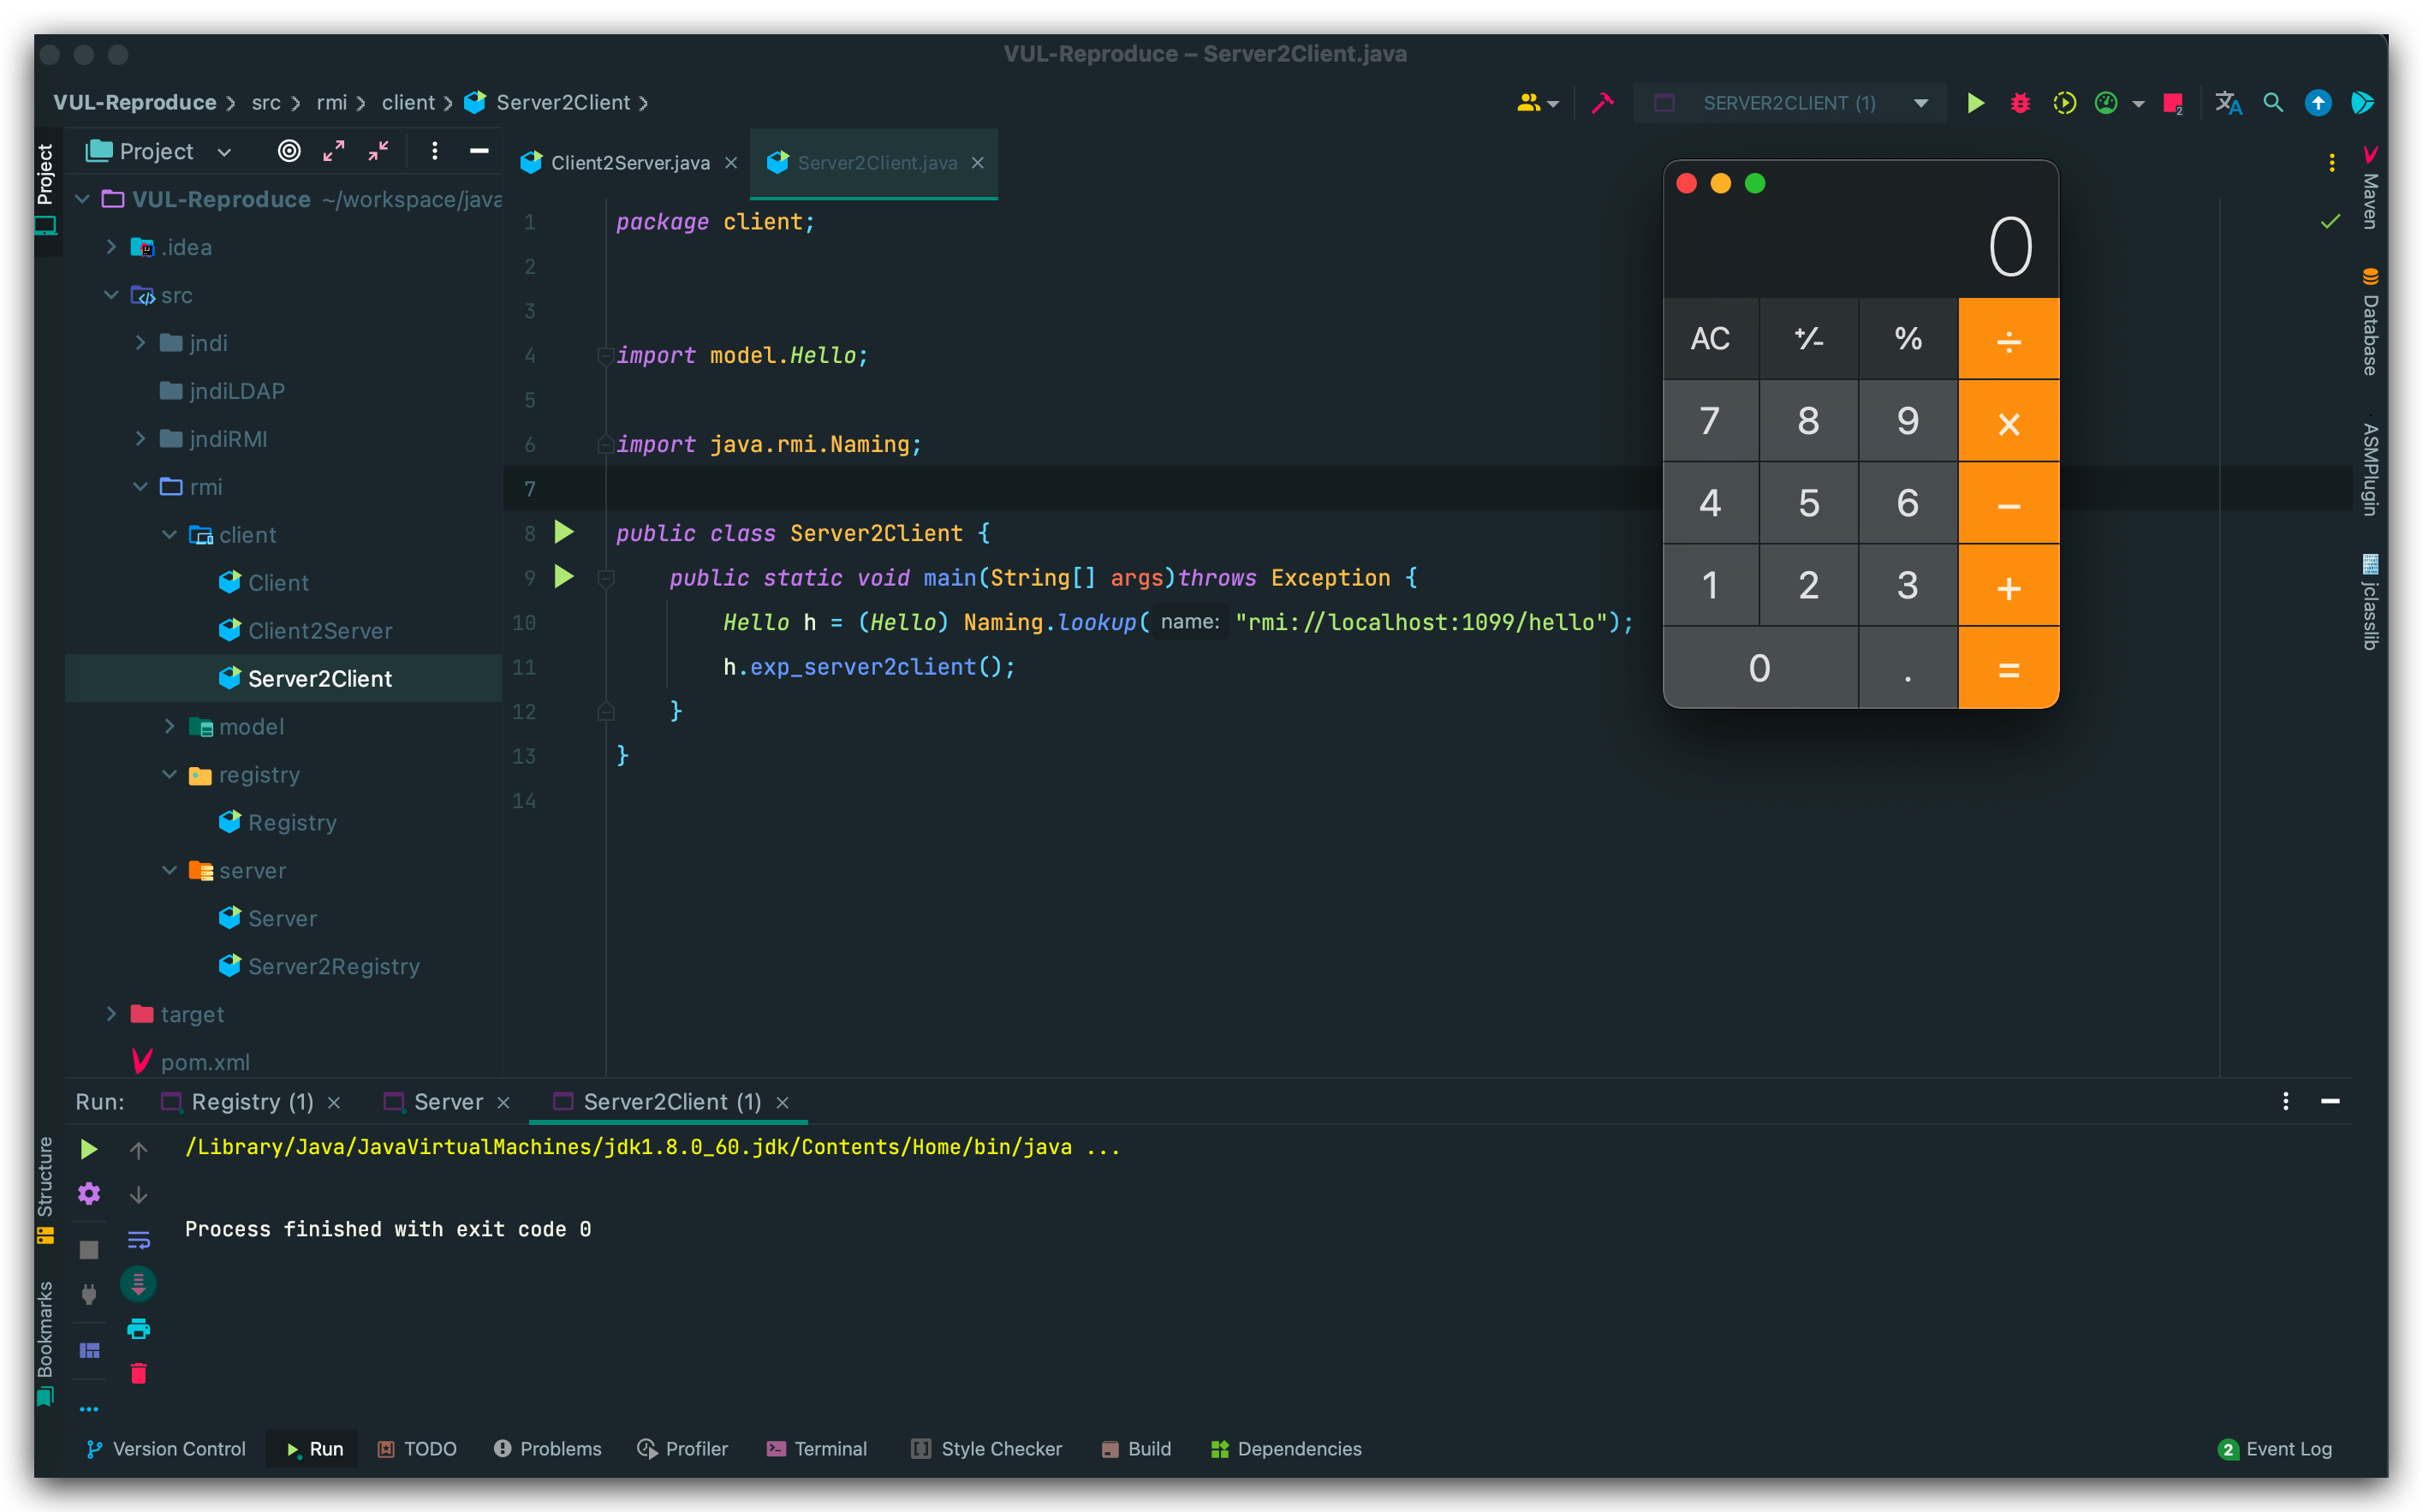 VUL-Reproduce – Server2Client.java
VUL-Reproduce src rmi client Server2Client
SERVER2CLIENT (1)
2
Project
Project
Client2Server.java
Server2Client.java
VUL-Reproduce ~/workspace/java
.idea
src
jndi
jndiLDAP
jndiRMI
rmi
client
Client
Client2Server
Server2Client
model
registry
Registry
server
Server
Server2Registry
target
pom.xml
1 package client;
2
3
4 import model.Hello;
5
6 import java.rmi.Naming;
7
8 public class Server2Client {
9 public static void main(String[] args)throws Exception {
10 Hello h = (Hello) Naming.lookup( name: "rmi://localhost:1099/hello");
11 h.exp_server2client();
12 }
13 }
14
0
AC +/- % ÷
7 8 9 ×
4 5 6 −
1 2 3 +
0 . =
Maven
Database
ASMPlugin
jclasslib
Run: Registry (1) Server Server2Client (1)
/Library/Java/JavaVirtualMachines/jdk1.8.0_60.jdk/Contents/Home/bin/java ...
Process finished with exit code 0
Structure
Bookmarks
Version Control Run TODO Problems Profiler Terminal Style Checker Build Dependencies 2 Event Log